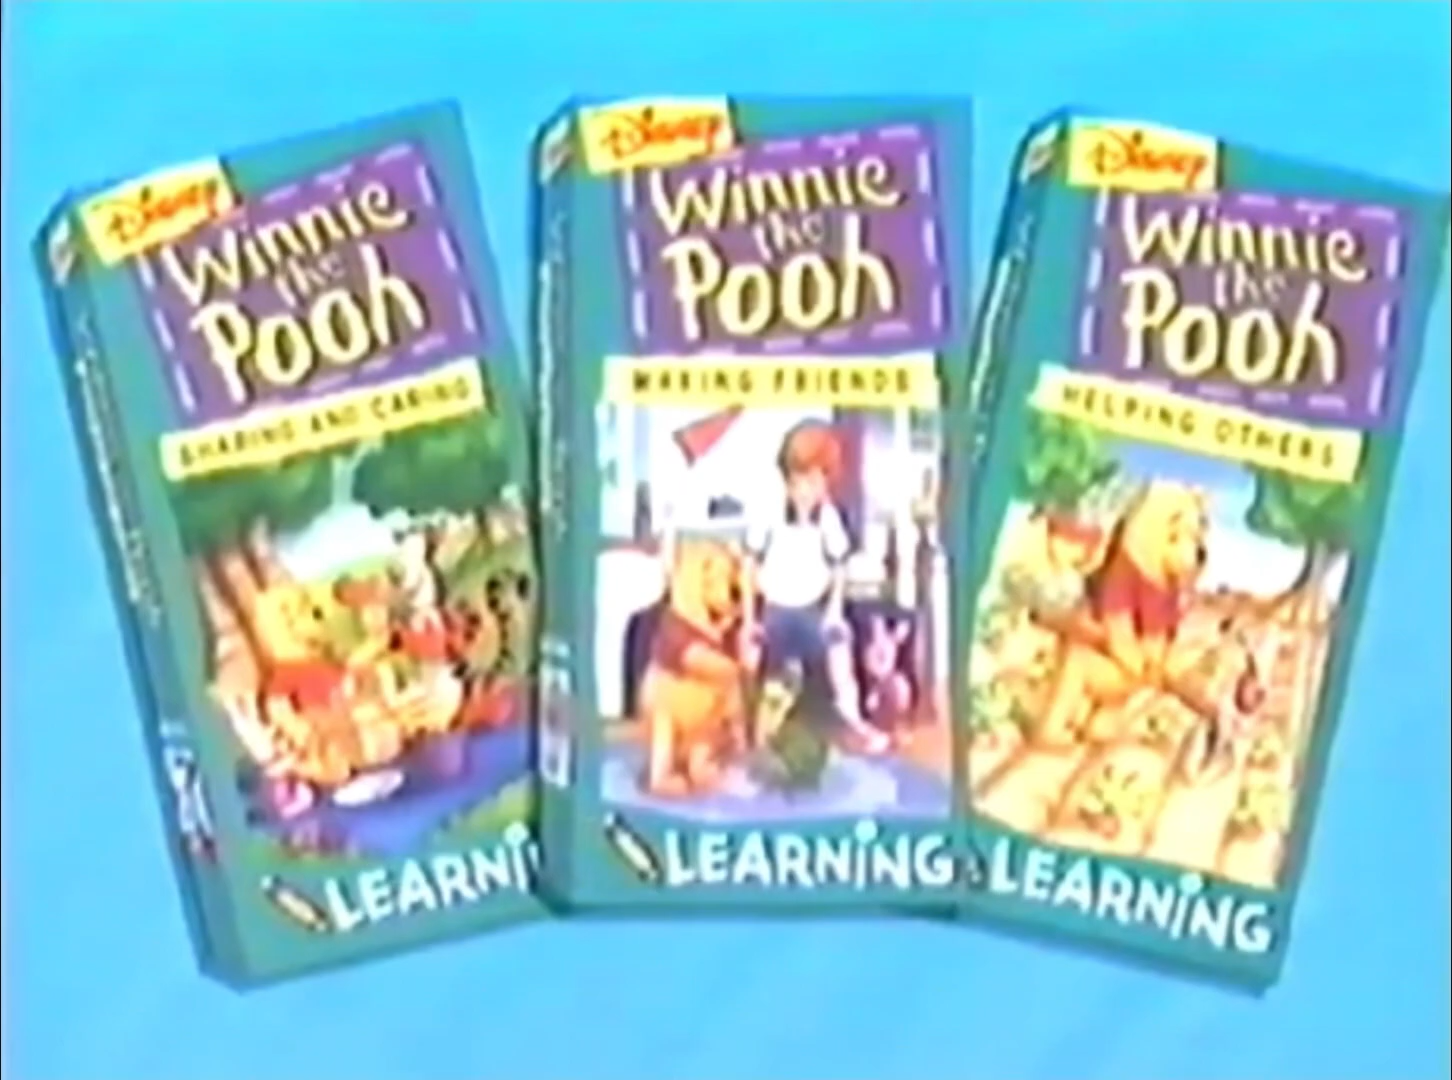 Disney
Winnie
the
Pooh
SHARING AND CARING
LEARNI
Disney
Winnie
the
Pooh
MAKING FRIENDS
LEARNING
Disney
Winnie
the
Pooh
HELPING OTHERS
LEARNING